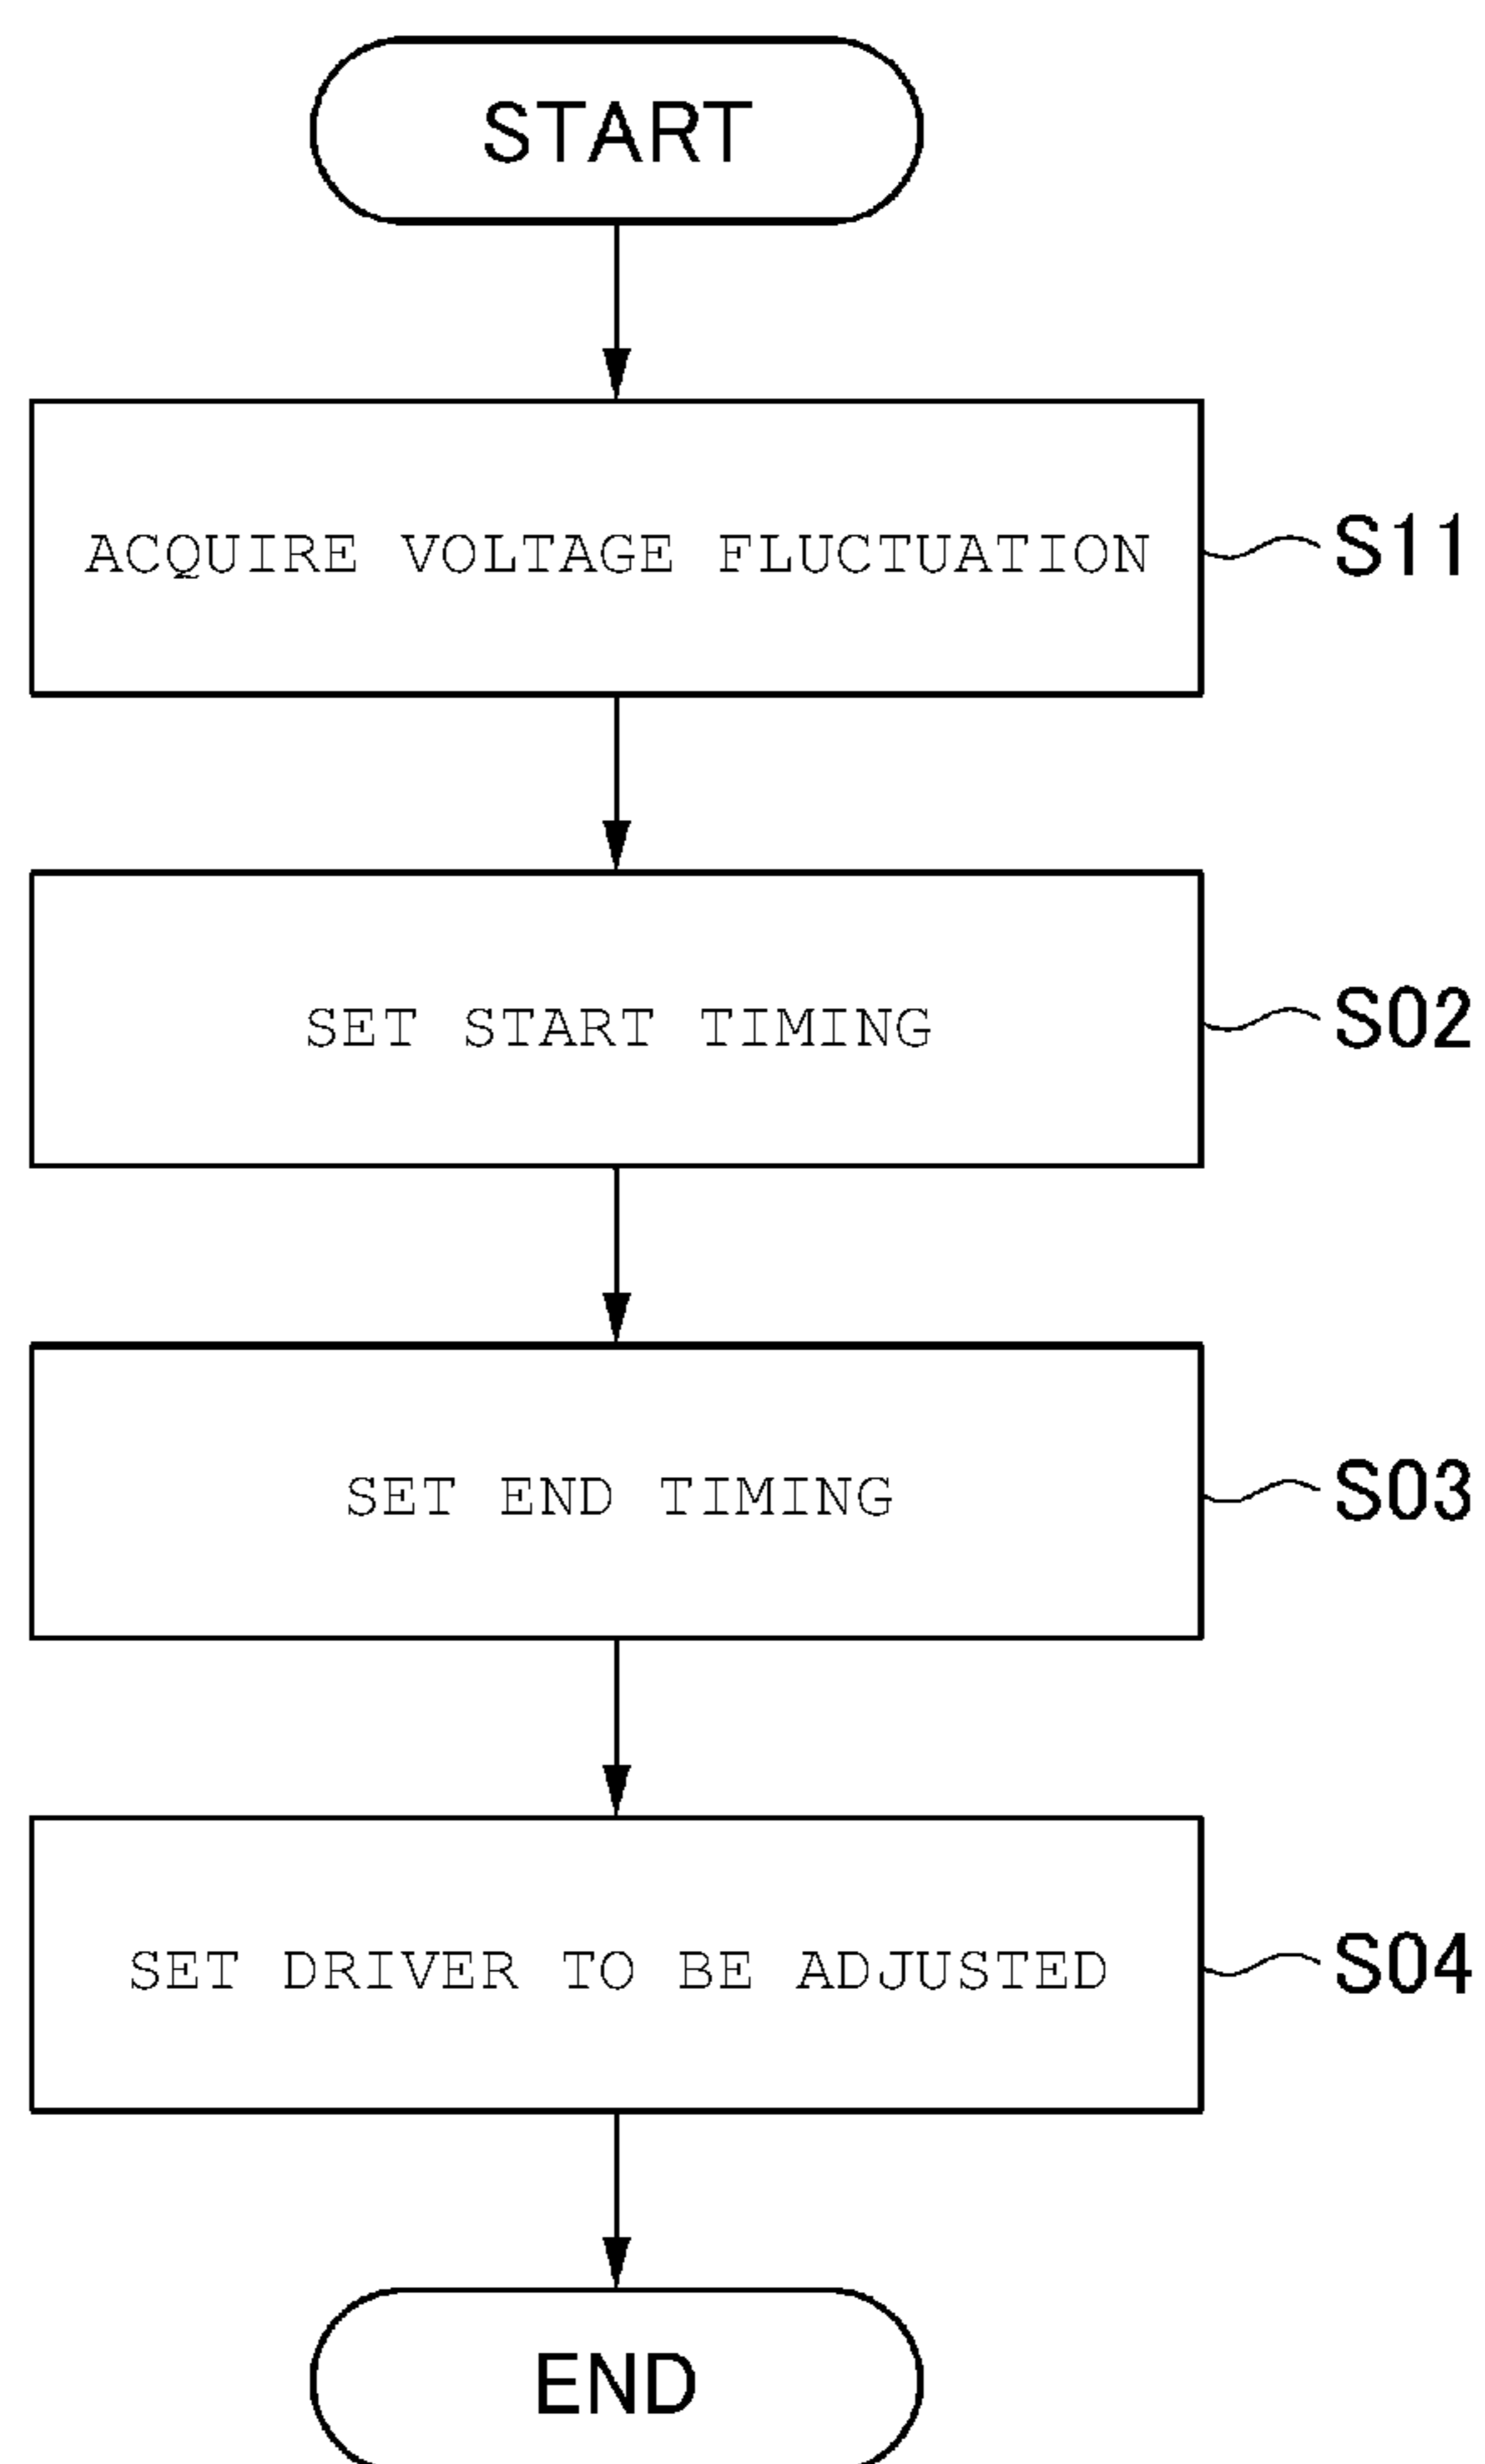 START
ACQUIRE VOLTAGE FLUCTUATION
S11
SET START TIMING
S02
SET END TIMING
S03
SET DRIVER TO BE ADJUSTED
S04
END